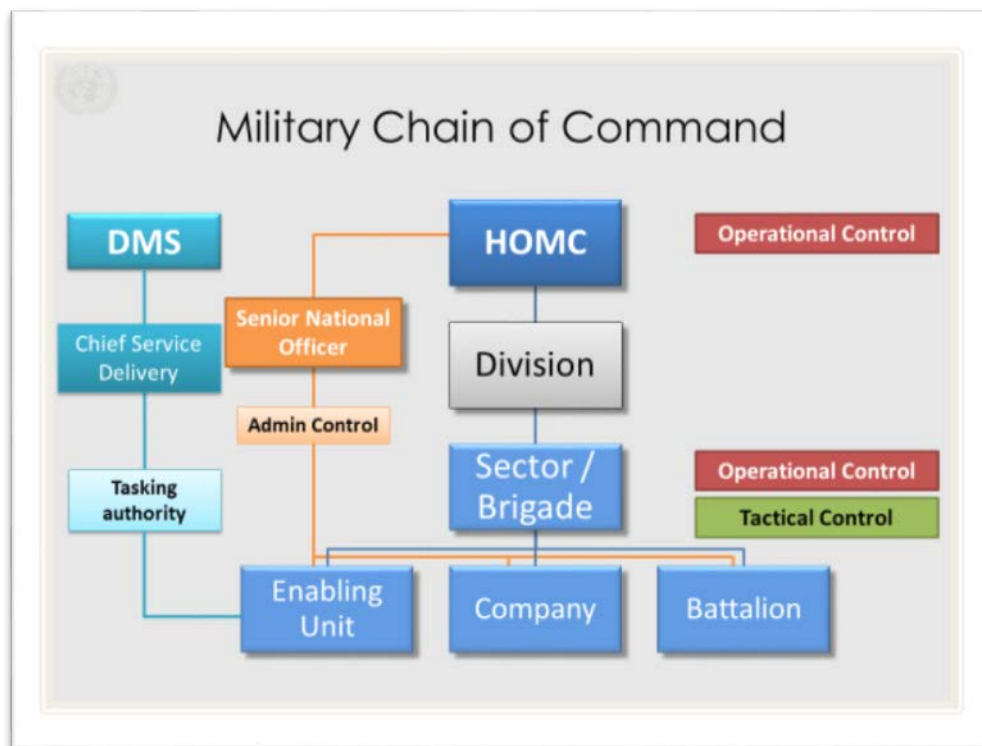 Military Chain of Command
DMS
HOMC
Operational Control
Senior National
Officer
Chief Service
Delivery
Division
Admin Control
Sector /
Brigade
Operational Control
Tasking
authority
Tactical Control
Enabling
Unit
Company
Battalion